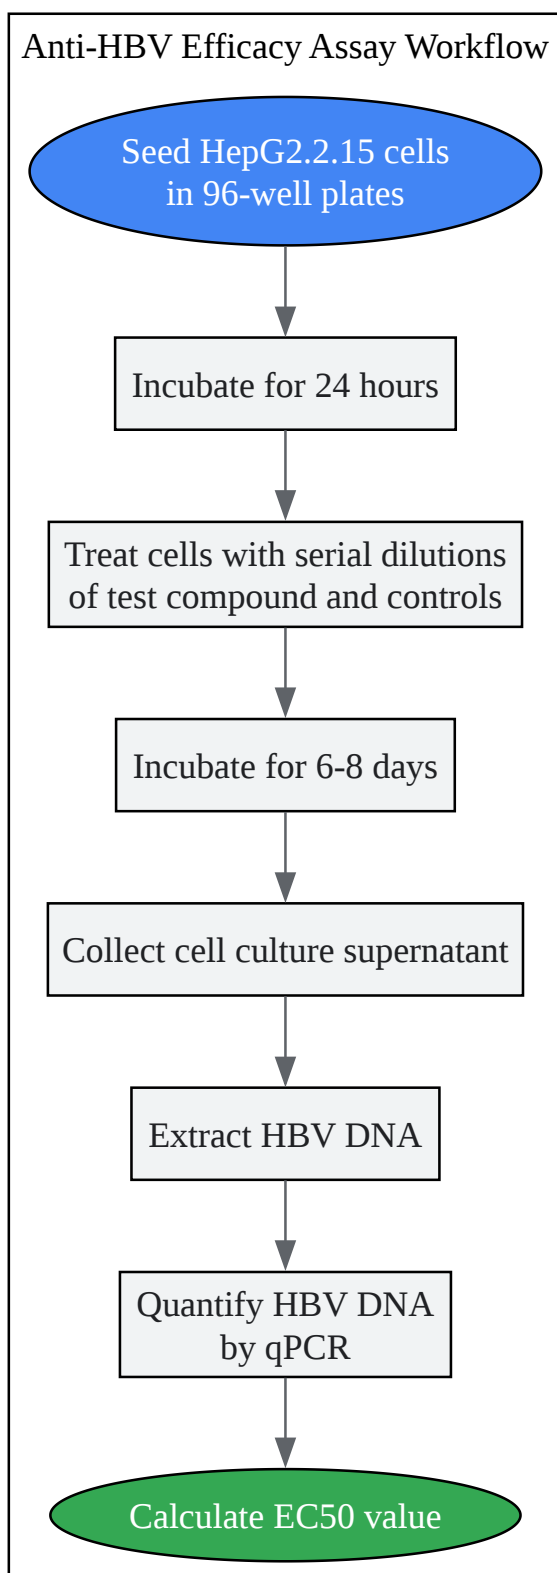 Anti-HBV Efficacy Assay Workflow
Seed HepG2.2.15 cells
in 96-well plates
Incubate for 24 hours
Treat cells with serial dilutions
of test compound and controls
Incubate for 6-8 days
Collect cell culture supernatant
Extract HBV DNA
Quantify HBV DNA
by qPCR
Calculate EC50 value